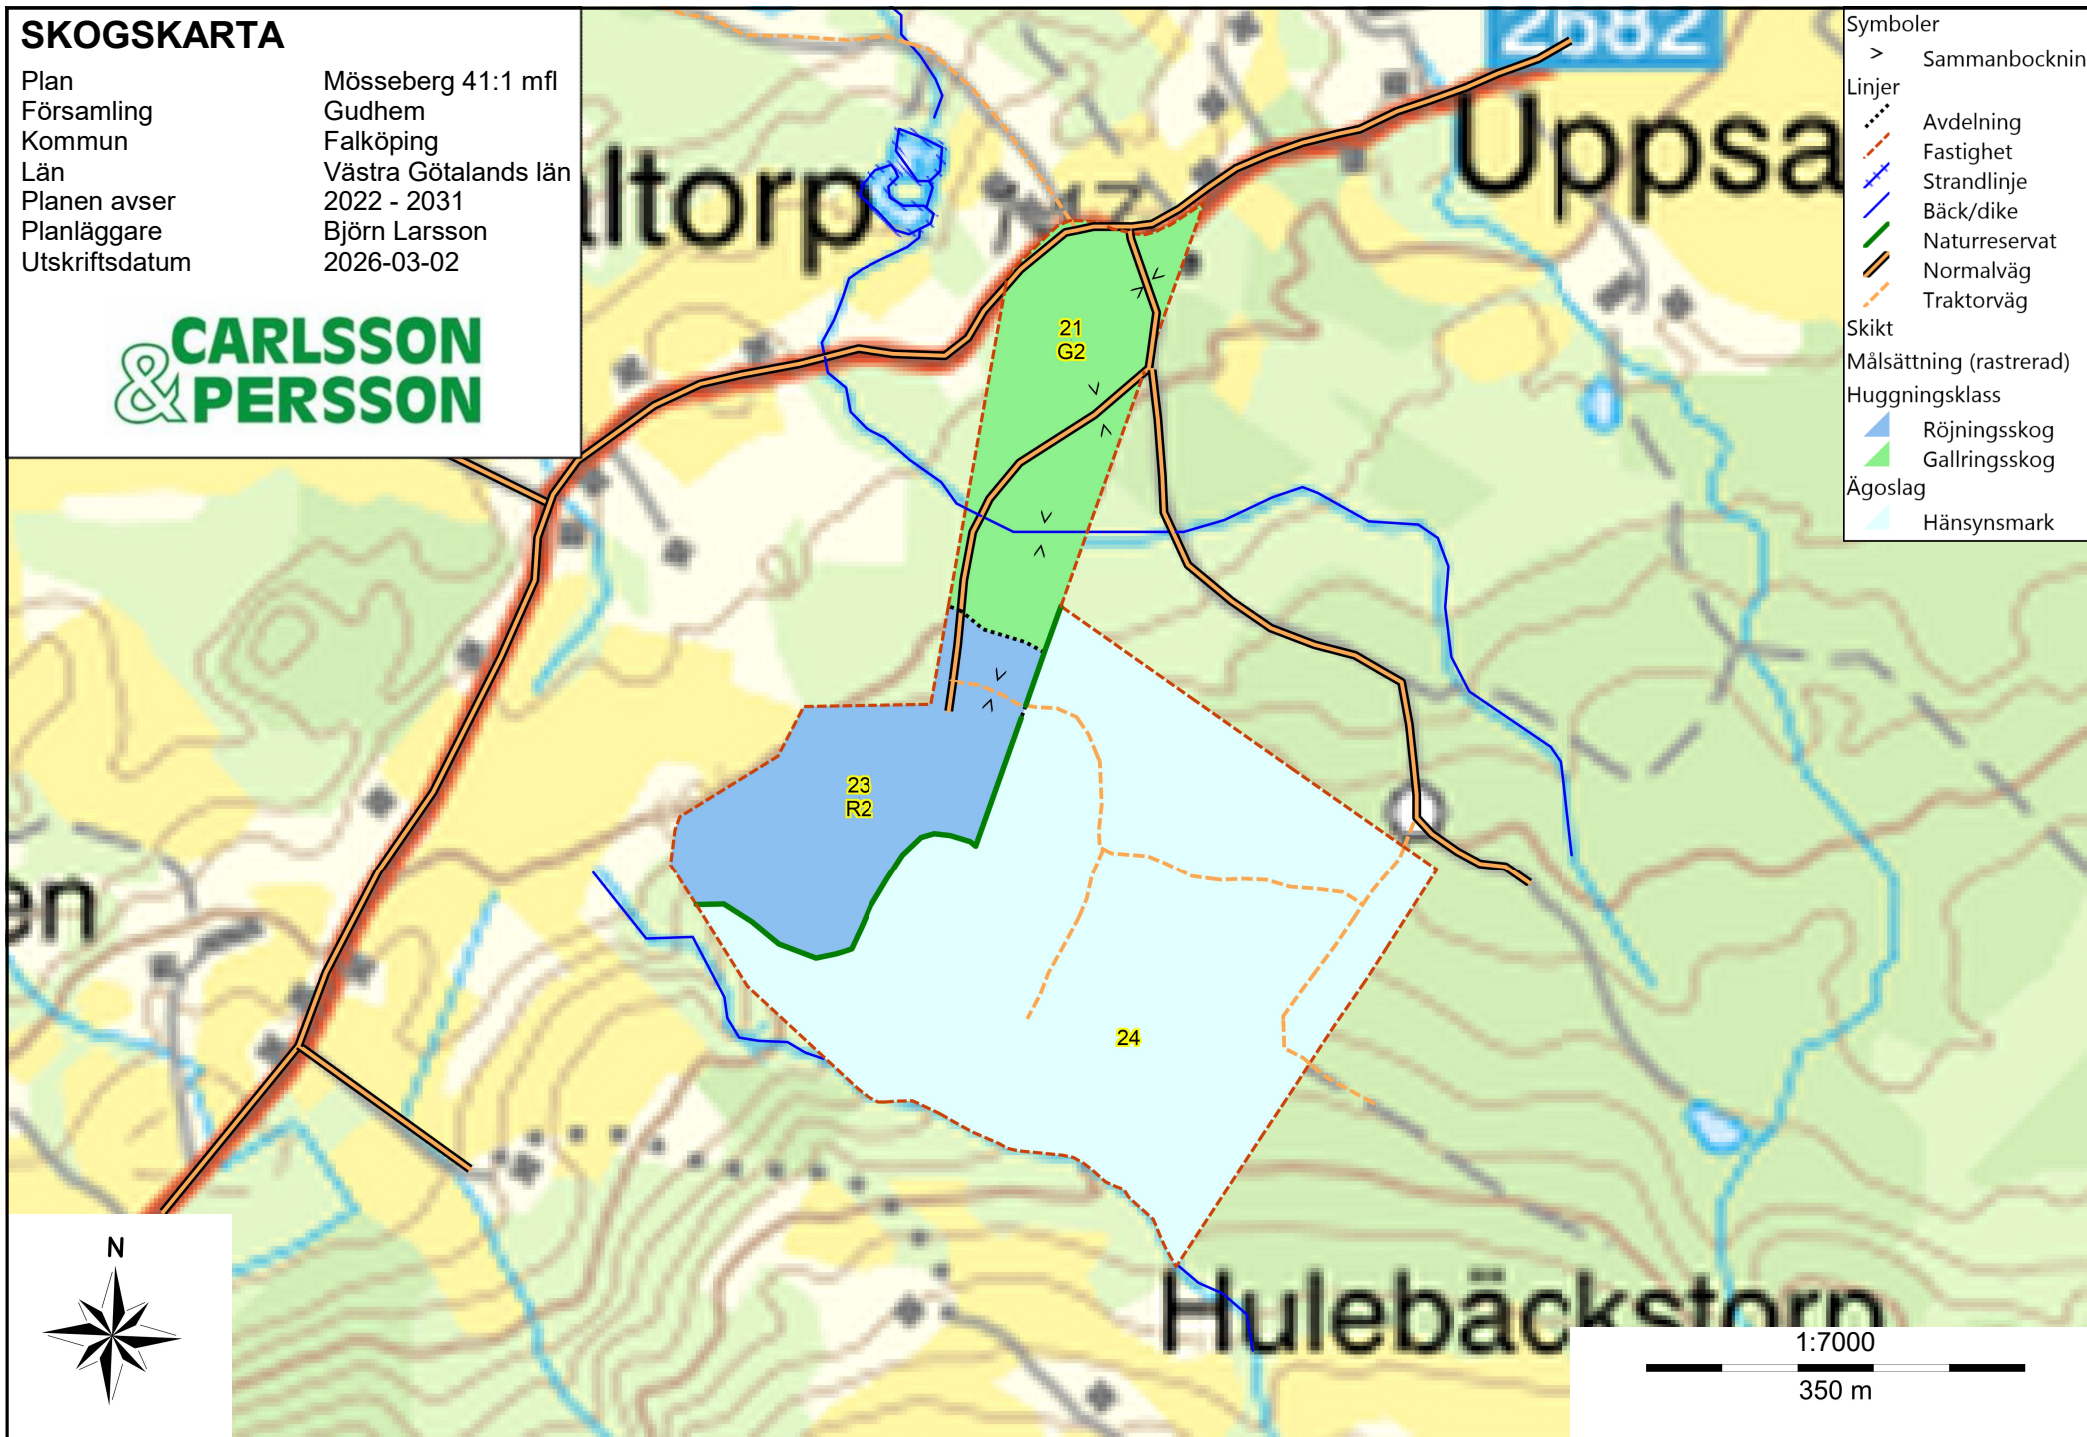 SKOGSKARTA
Plan Mösseberg 41:1 mfl
Församling Gudhem
Kommun Falköping
Län Västra Götalands län
Planen avser 2022 - 2031
Planläggare Björn Larsson
Utskriftsdatum 2026-03-02
CARLSSON
&PERSSON
2682
ltorp
Uppsa
21
G2
23
R2
24
en
Hulebäckstorp
N
Symboler
> Sammanbocknin
Linjer
Avdelning
Fastighet
Strandlinje
Bäck/dike
Naturreservat
Normalväg
Traktorväg
Skikt
Målsättning (rastrerad)
Huggningsklass
Röjningsskog
Gallringsskog
Ägoslag
Hänsynsmark
1:7000
350 m